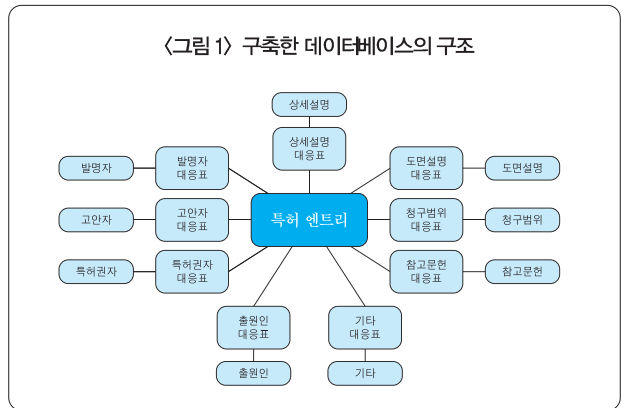 〈그림 1〉 구축한 데이터베이스의 구조
상세설명
상세설명
대응표
발명자
발명자
대응표
도면설명
대응표
도면설명
고안자
고안자
대응표
특허 엔트리
청구범위
대응표
청구범위
특허권자
특허권자
대응표
참고문헌
대응표
참고문헌
출원인
대응표
기타
대응표
출원인
기타